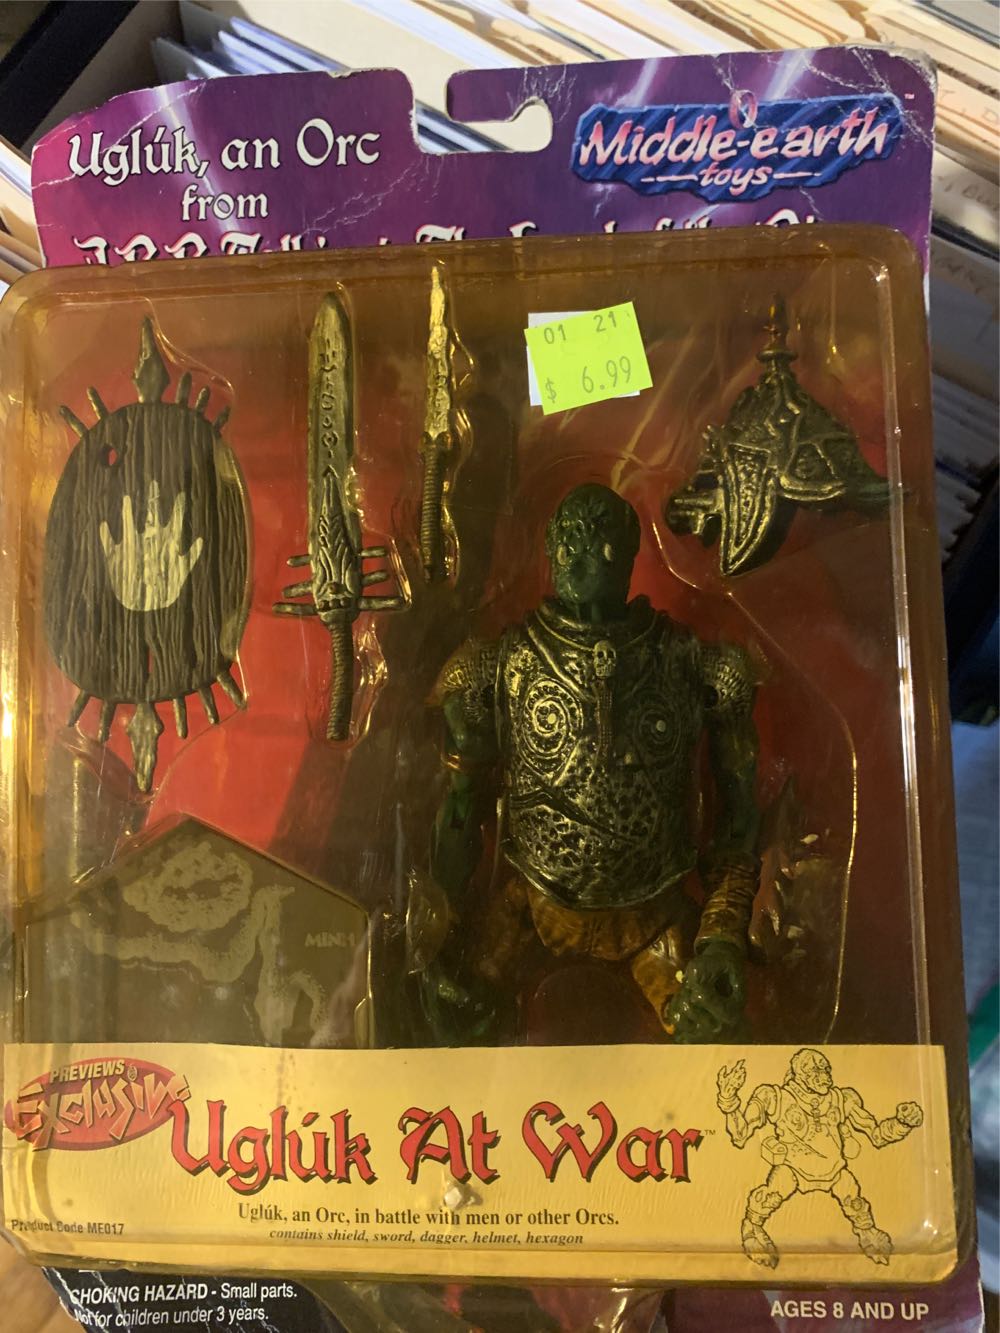 Uglúk, an Orc
from
Middle-earth
toys
TM
01 21
$ 6.99
PREVIEWS
Exclusive
Uglúk At War™
Uglúk, an Orc, in battle with men or other Orcs.
contains shield, sword, dagger, helmet, hexagon
Product Code ME017
CHOKING HAZARD - Small parts.
Not for children under 3 years.
AGES 8 AND UP